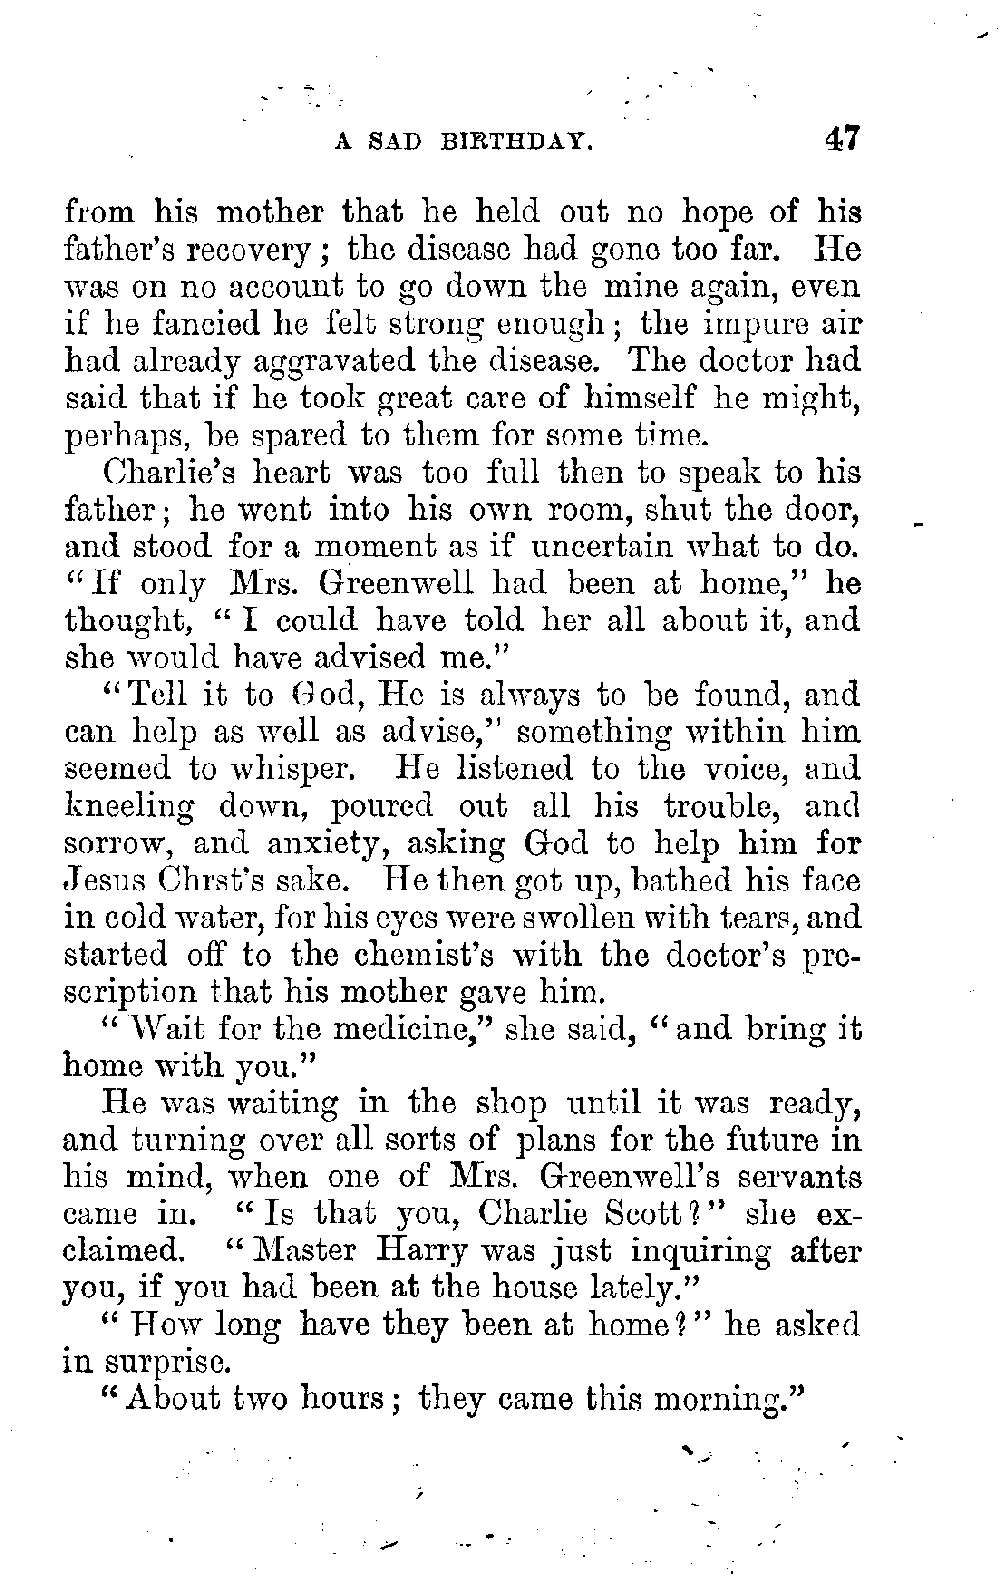 A SAD BIRTHDAY. 47
from his mother that he held out no hope of his
father's recovery; the disease had gone too far. He
was on no account to go down the mine again, even
if he fancied he felt strong enough; the impure air
had already aggravated the disease. The doctor had
said that if he took great care of himself he might,
perhaps, be spared to them for some time.
Charlie's heart was too full then to speak to his
father; he went into his own room, shut the door,
and stood for a moment as if uncertain what to do.
"If only Mrs. Greenwell had been at home," he
thought, "I could have told her all about it, and
she would have advised me."
"Tell it to God, He is always to be found, and
can help as well as advise," something within him
seemed to whisper. He listened to the voice, and
kneeling down, poured out all his trouble, and
sorrow, and anxiety, asking God to help him for
Jesus Chrst's sake. He then got up, bathed his face
in cold water, for his eyes were swollen with tears, and
started off to the chemist's with the doctor's pre-
scription that his mother gave him.
"Wait for the medicine," she said, "and bring it
home with you."
He was waiting in the shop until it was ready,
and turning over all sorts of plans for the future in
his mind, when one of Mrs. Greenwell's servants
came in. "Is that you, Charlie Scott?" she ex-
claimed. "Master Harry was just inquiring after
you, if you had been at the house lately."
"How long have they been at home?" he asked
in surprise.
"About two hours; they came this morning."